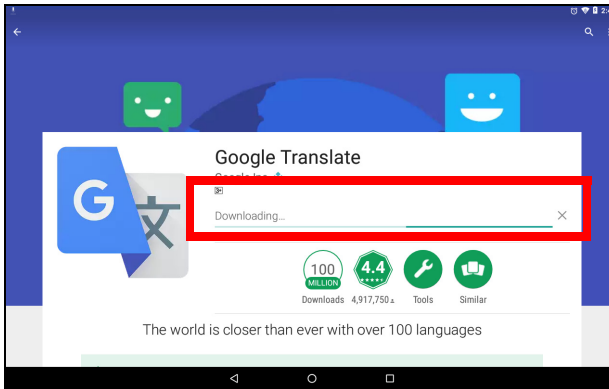 Google Translate
Downloading...
G 文
100
MILLION
4.4
Downloads 4,917,750 Tools Similar
The world is closer than ever with over 100 languages